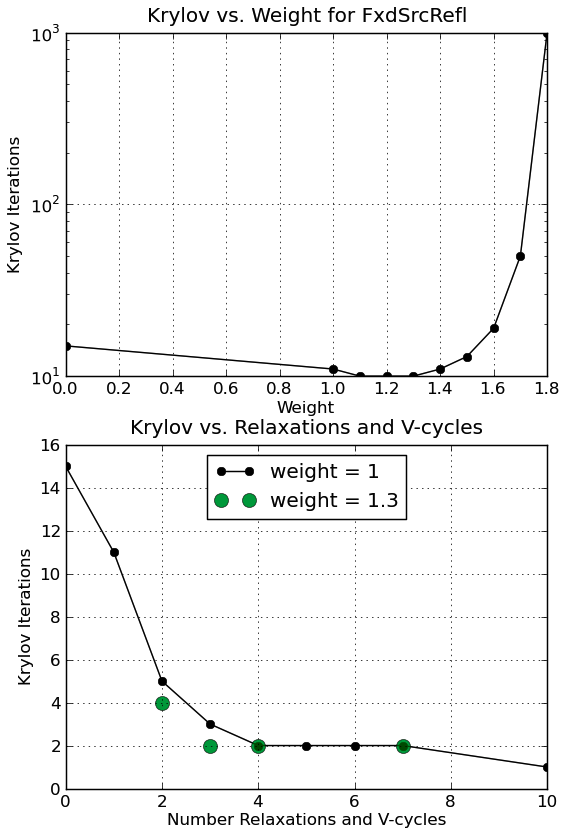 Krylov vs. Weight for FxdSrcRefl
10^3
10^2
10^1
Krylov Iterations
0.0 0.2 0.4 0.6 0.8 1.0 1.2 1.4 1.6 1.8
Weight
Krylov vs. Relaxations and V-cycles
weight = 1
weight = 1.3
16
14
12
10
8
6
4
2
0
Krylov Iterations
0 2 4 6 8 10
Number Relaxations and V-cycles